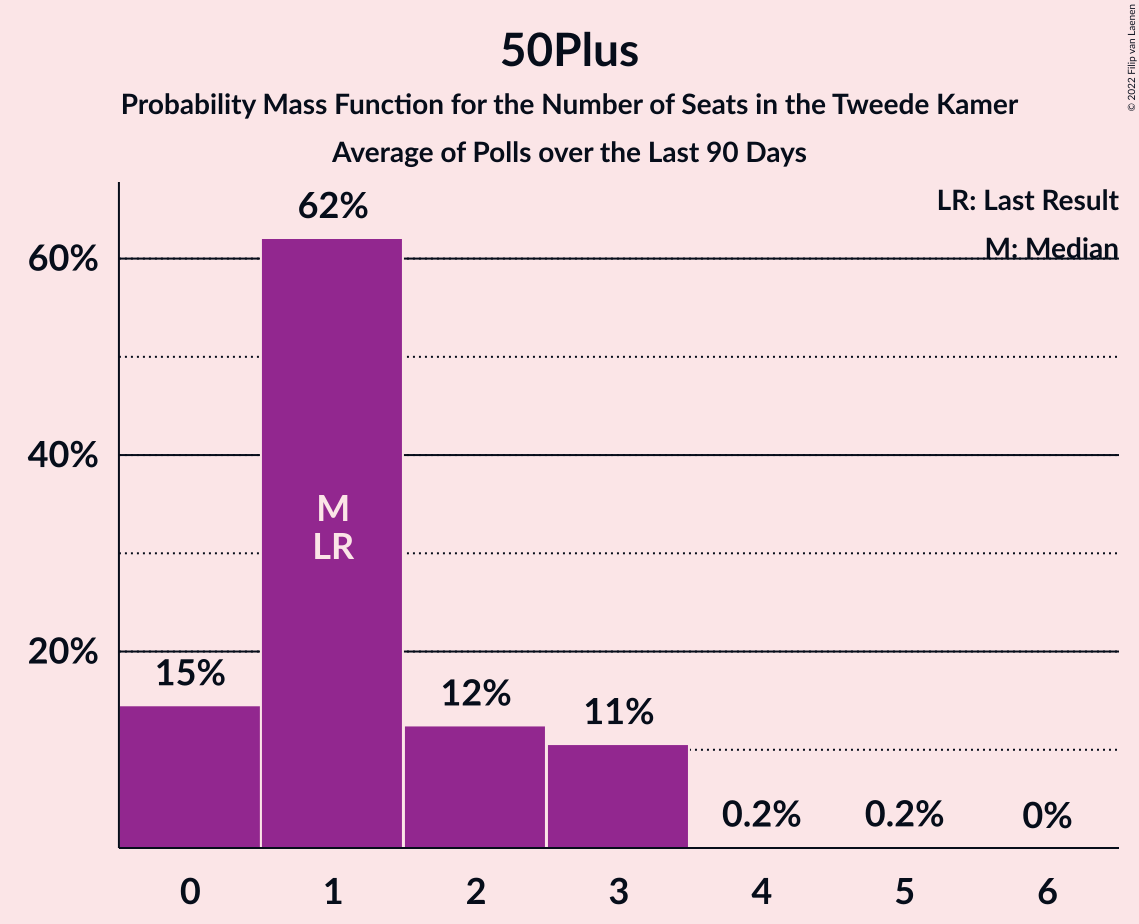 50Plus
Probability Mass Function for the Number of Seats in the Tweede Kamer
Average of Polls over the Last 90 Days
© 2022 Filip van Laenen
LR: Last Result
M: Median
60%
40%
20%
15%
62%
M
LR
12%
11%
0.2%
0.2%
0%
0 1 2 3 4 5 6